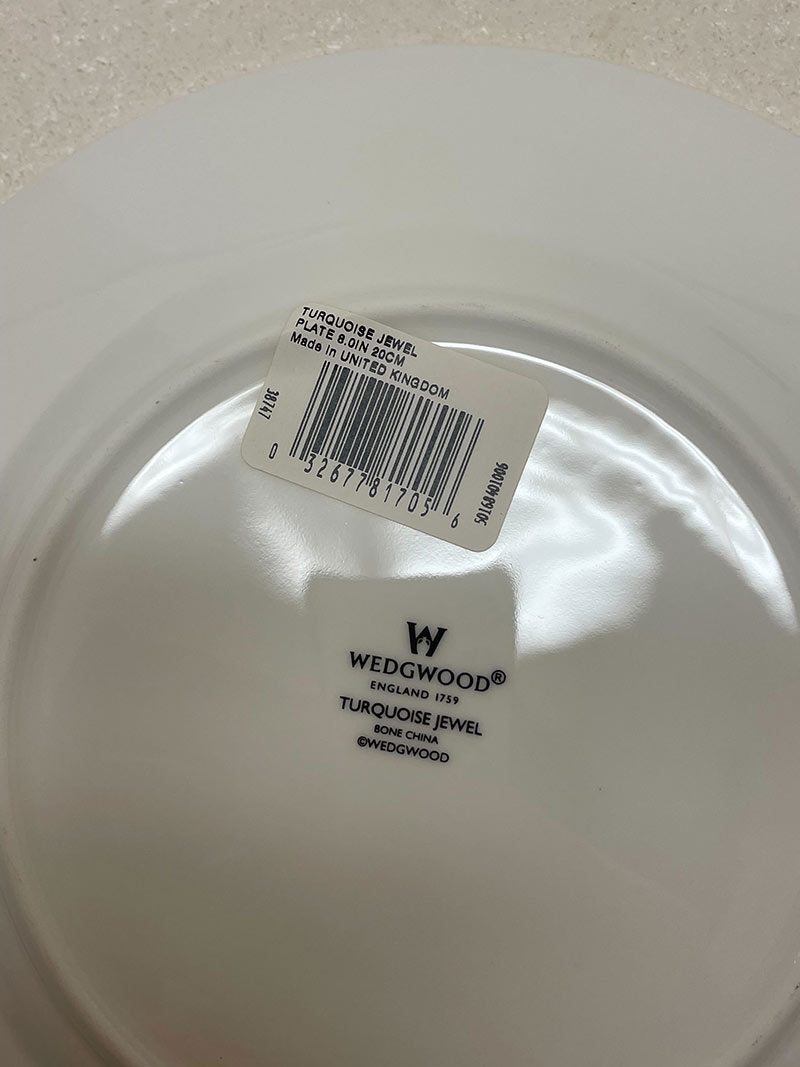 TURQUOISE JEWEL
PLATE 8.0IN 20CM
Made in UNITED KINGDOM
38747
0 32677 81705 6
50189401006
W
WEDGWOOD®
ENGLAND 1759
TURQUOISE JEWEL
BONE CHINA
©WEDGWOOD